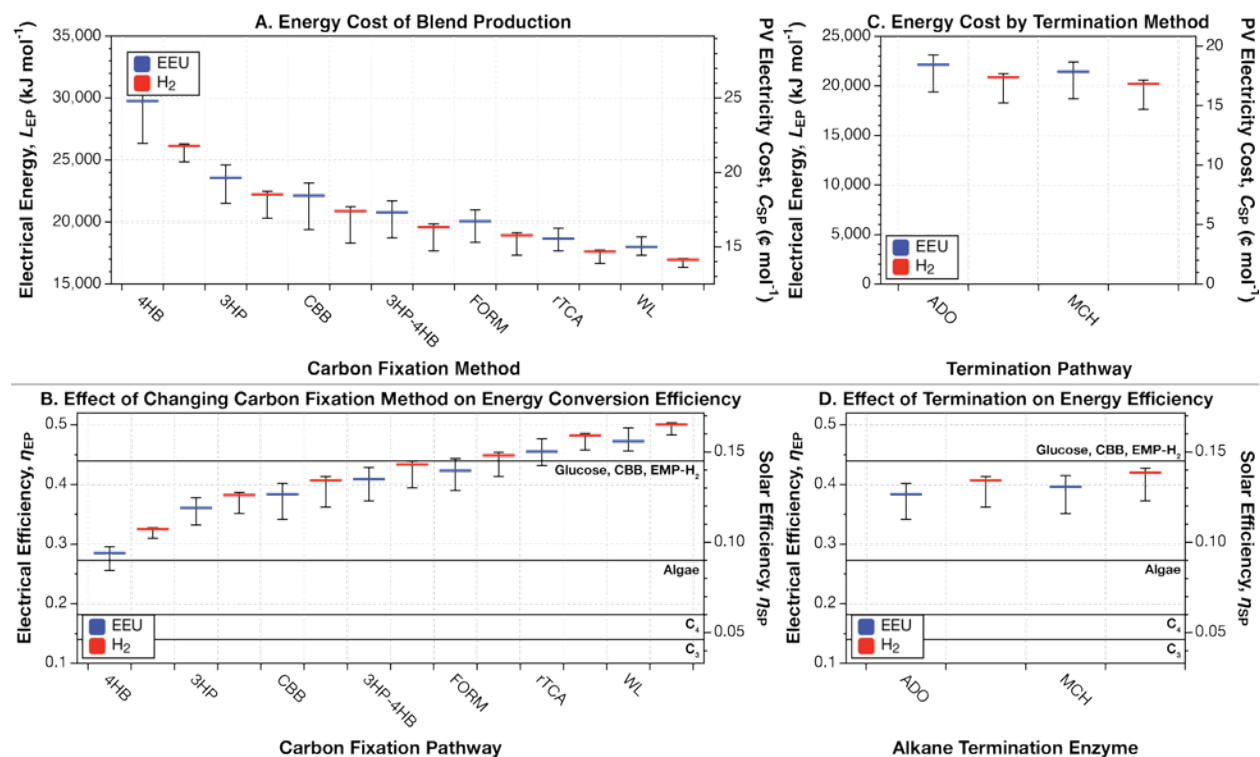 A. Energy Cost of Blend Production
Electrical Energy, L_EP (kJ mol⁻¹)
35,000
30,000
25,000
20,000
15,000
EEU
H₂
25
20
15
PV Electricity Cost, C_SP (¢ mol⁻¹)
4HB
3HP
CBB
3HP-4HB
FORM
rTCA
WL
Carbon Fixation Method
C. Energy Cost by Termination Method
Electrical Energy, L_EP (kJ mol⁻¹)
25,000
20,000
15,000
10,000
5,000
0
EEU
H₂
20
15
10
5
0
PV Electricity Cost, C_SP (¢ mol⁻¹)
ADO
MCH
Termination Pathway
B. Effect of Changing Carbon Fixation Method on Energy Conversion Efficiency
Electrical Efficiency, η_EP
0.5
0.4
0.3
0.2
0.1
Glucose, CBB, EMP-H₂
Algae
C₄
C₃
EEU
H₂
0.15
0.10
0.05
Solar Efficiency, η_SP
4HB
3HP
CBB
3HP-4HB
FORM
rTCA
WL
Carbon Fixation Pathway
D. Effect of Termination on Energy Efficiency
Electrical Efficiency, η_EP
0.5
0.4
0.3
0.2
0.1
Glucose, CBB, EMP-H₂
Algae
C₄
C₃
EEU
H₂
0.15
0.10
0.05
Solar Efficiency, η_SP
ADO
MCH
Alkane Termination Enzyme